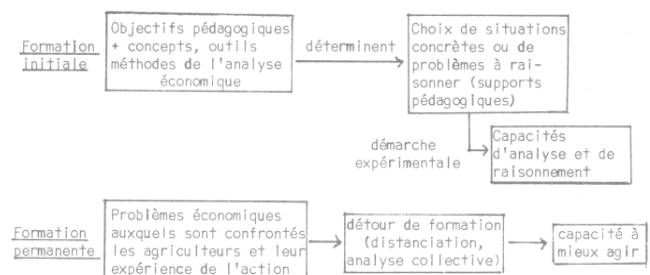 Formation
initiale
Objectifs pédagogiques
+ concepts, outils
méthodes de l'analyse
économique
déterminent
Choix de situations
concrètes ou de
problèmes à rai-
sonner (supports
pédagogiques)
démarche
expérimentale
Capacités
d'analyse et de
raisonnement
Formation
permanente
Problèmes économiques
auxquels sont confrontés
les agriculteurs et leur
expérience de l'action
détour de formation
(distanciation,
analyse collective)
capacité à
mieux agir